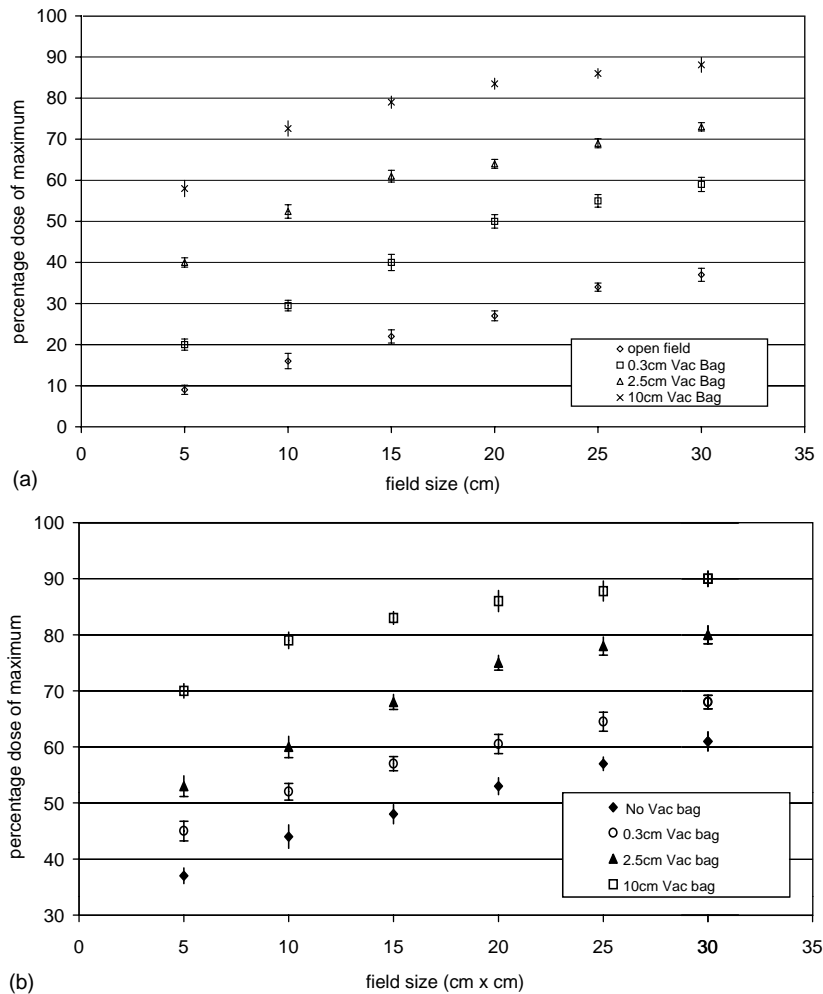 100
90
80
70
60
50
40
30
20
10
0
percentage dose of maximum
open field
0.3cm Vac Bag
2.5cm Vac Bag
10cm Vac Bag
0 5 10 15 20 25 30 35
field size (cm)
(a)
100
90
80
70
60
50
40
30
percentage dose of maximum
No Vac bag
0.3cm Vac bag
2.5cm Vac bag
10cm Vac bag
0 5 10 15 20 25 30 35
field size (cm x cm)
(b)